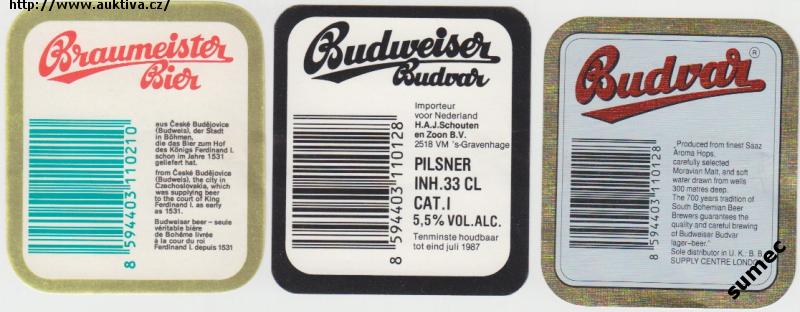 http://www.auktiva.cz/
Braumeister
Bier
8 594403 110210
aus České Budějovice
(Budweis), der Stadt
in Böhmen,
die das Bier zum Hof
des Königs Ferdinand I.
schon im Jahre 1531
geliefert hat.
from České Budějovice
(Budweis), the city in
Czechoslovakia, which
was supplying beer
to the court of King
Ferdinand I. as early
as 1531.
Budweiser beer – seule
véritable bière
de Bohême livrée
à la cour du roi
Ferdinand I. depuis 1531
Budweiser
Budvar
8 594403 110128
Importeur
voor Nederland
H.A.J.Schouten
en Zoon B.V.
2518 VM 's-Gravenhage
PILSNER
INH.33 CL
CAT.I
5,5% VOL.ALC.
Tenminste houdbaar
tot eind juli 1987
Budvar ®
8 594403 110128
„Produced from finest Saaz
Aroma Hops,
carefully selected
Moravian Malt, and soft
water drawn from wells
300 metres deep.
The 700 years tradition of
South Bohemian Beer
Brewers guarantees the
quality and careful brewing
of Budweiser Budvar
lager-beer.“
Sole distributor in U. K.: B. B.
SUPPLY CENTRE LONDON
sumec